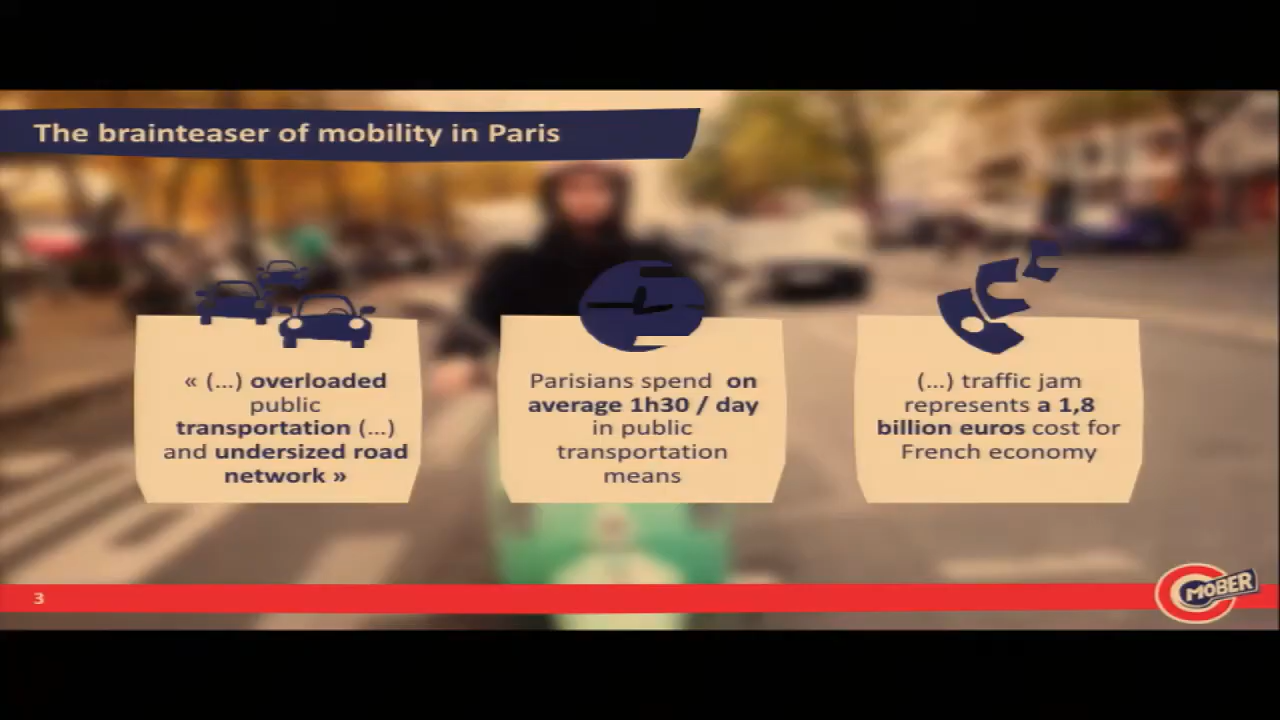 The brainteaser of mobility in Paris
« (...) overloaded
public
transportation (...)
and undersized road
network »
Parisians spend on
average 1h30 / day
in public
transportation
means
(...) traffic jam
represents a 1,8
billion euros cost for
French economy
3
MOBER